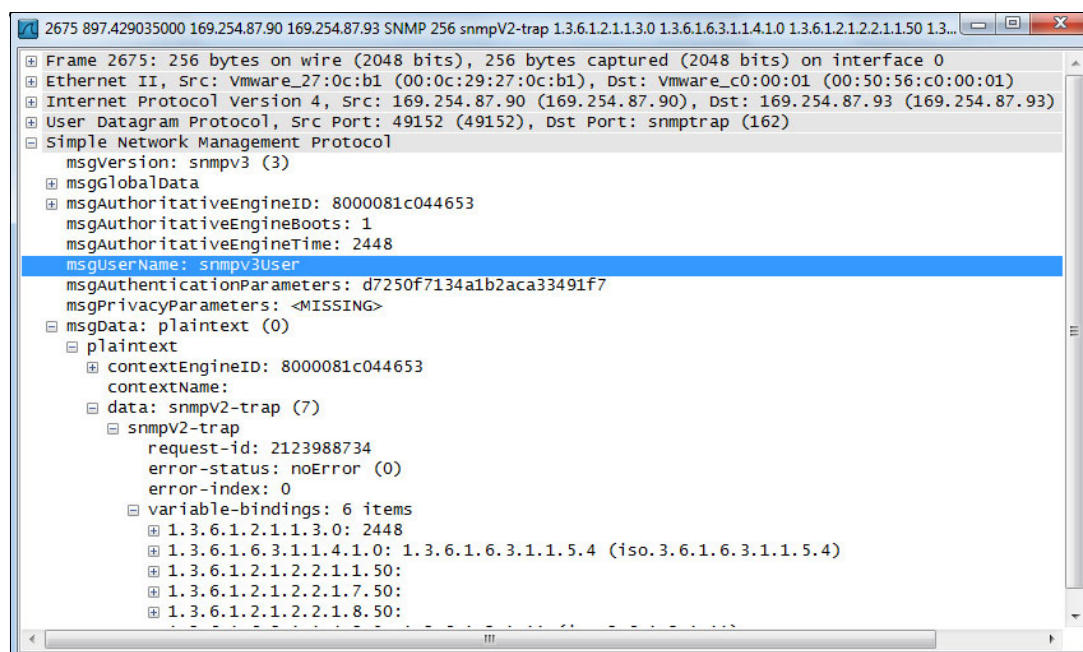 2675 897.429035000 169.254.87.90 169.254.87.93 SNMP 256 snmpV2-trap 1.3.6.1.2.1.1.3.0 1.3.6.1.6.3.1.1.4.1.0 1.3.6.1.2.1.2.2.1.1.50 1.3...
Frame 2675: 256 bytes on wire (2048 bits), 256 bytes captured (2048 bits) on interface 0
Ethernet II, Src: Vmware_27:0c:b1 (00:0c:29:27:0c:b1), Dst: Vmware_c0:00:01 (00:50:56:c0:00:01)
Internet Protocol Version 4, Src: 169.254.87.90 (169.254.87.90), Dst: 169.254.87.93 (169.254.87.93)
User Datagram Protocol, Src Port: 49152 (49152), Dst Port: snmptrap (162)
Simple Network Management Protocol
msgVersion: snmpv3 (3)
msgGlobalData
msgAuthoritativeEngineID: 8000081c044653
msgAuthoritativeEngineBoots: 1
msgAuthoritativeEngineTime: 2448
msgUserName: snmpv3User
msgAuthenticationParameters: d7250f7134a1b2aca33491f7
msgPrivacyParameters: <MISSING>
msgData: plaintext (0)
plaintext
contextEngineID: 8000081c044653
contextName:
data: snmpV2-trap (7)
snmpV2-trap
request-id: 2123988734
error-status: noError (0)
error-index: 0
variable-bindings: 6 items
1.3.6.1.2.1.1.3.0: 2448
1.3.6.1.6.3.1.1.4.1.0: 1.3.6.1.6.3.1.1.5.4 (iso.3.6.1.6.3.1.1.5.4)
1.3.6.1.2.1.2.2.1.1.50:
1.3.6.1.2.1.2.2.1.7.50:
1.3.6.1.2.1.2.2.1.8.50: